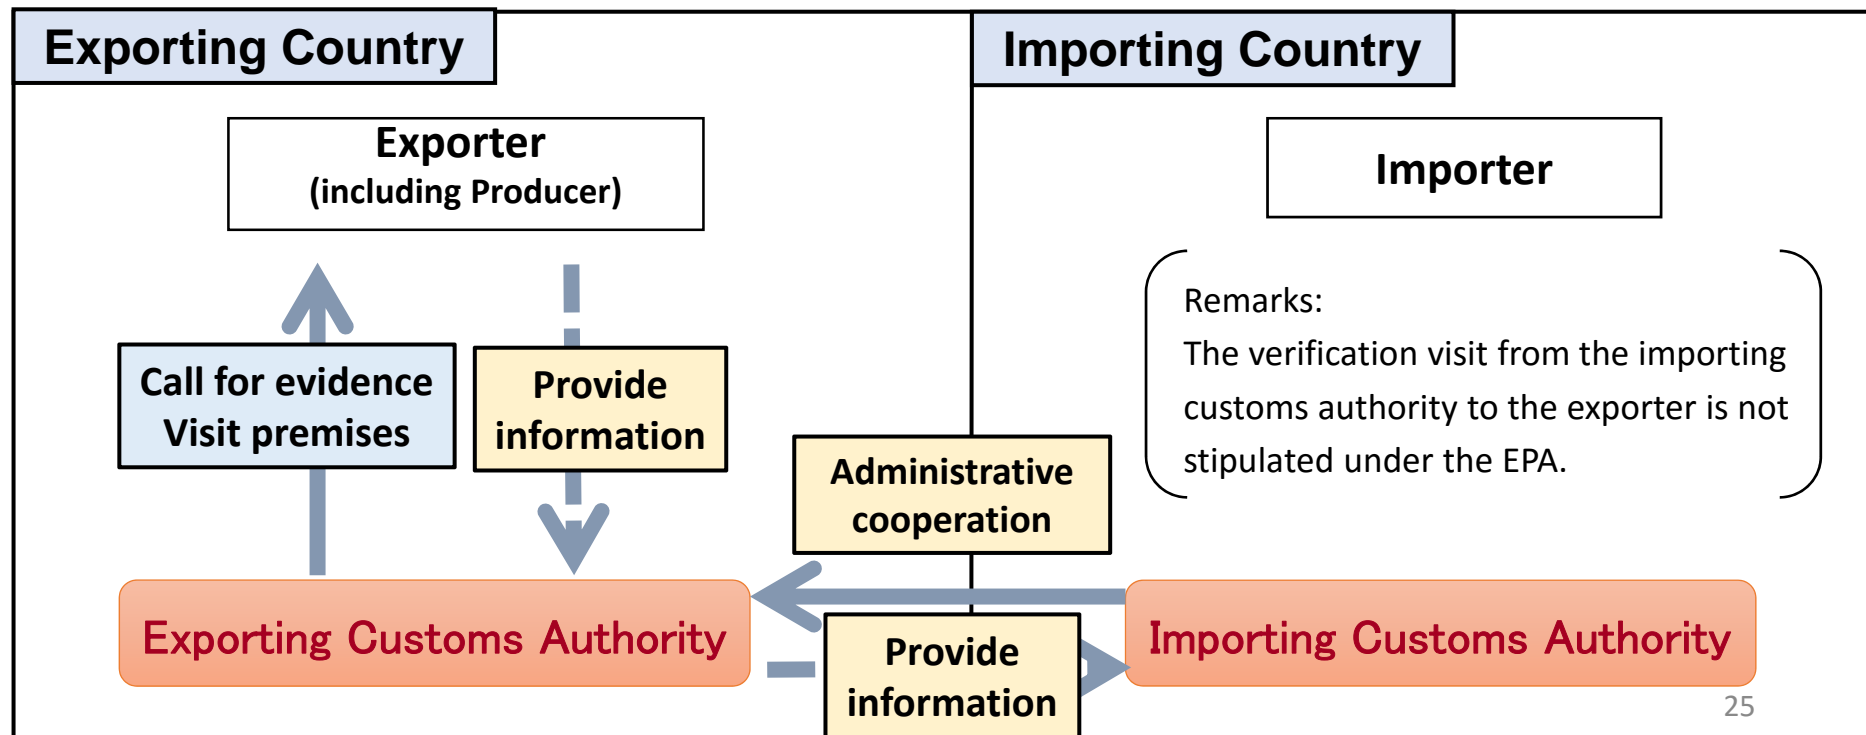 Exporting Country
Importing Country
Exporter
(including Producer)
Importer
Remarks:
The verification visit from the importing
customs authority to the exporter is not
stipulated under the EPA.
Call for evidence
Visit premises
Provide
information
Administrative
cooperation
Exporting Customs Authority
Provide
information
Importing Customs Authority
25